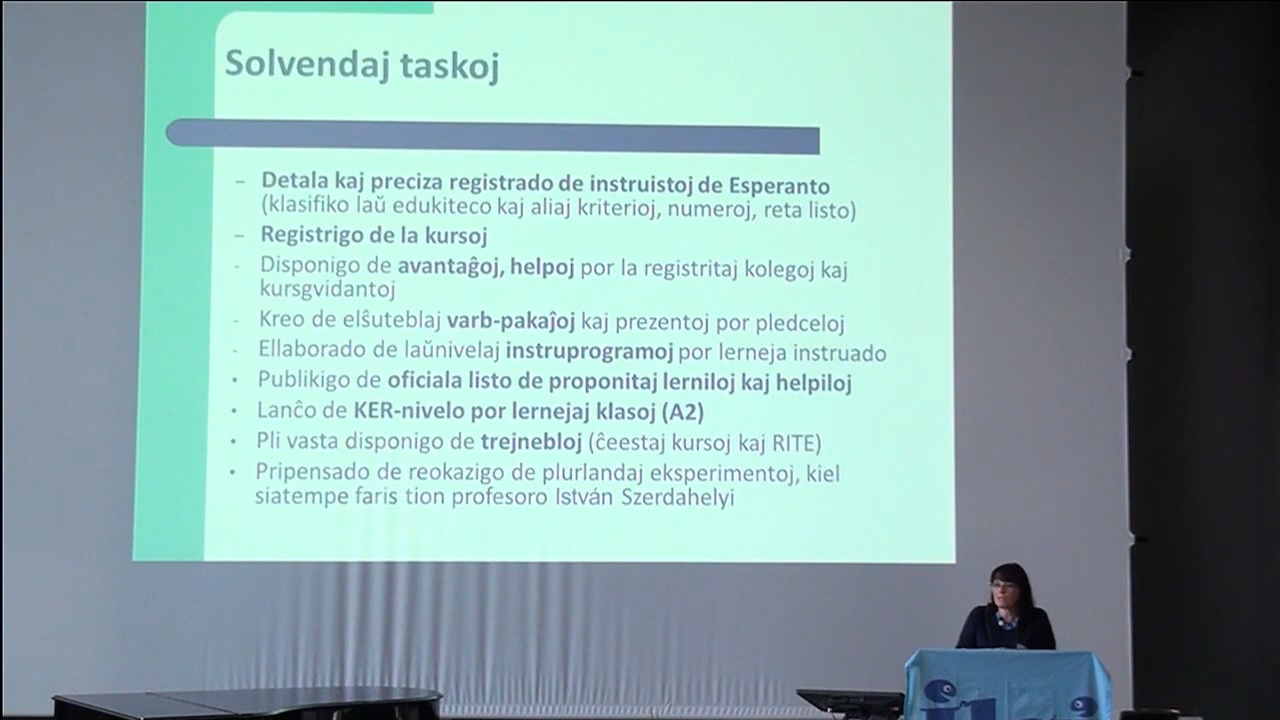 Solvendaj taskoj
– Detala kaj preciza registrado de instruistoj de Esperanto
(klasifiko laŭ edukiteco kaj aliaj kriterioj, numeroj, reta listo)
– Registrigo de la kursoj
- Disponigo de avantaĝoj, helpoj por la registritaj kolegoj kaj
kursgvidantoj
- Kreo de elŝuteblaj varb-pakaĵoj kaj prezentoj por pledceloj
- Ellaborado de laŭnivelaj instruprogramoj por lerneja instruado
• Publikigo de oficiala listo de proponitaj lerniloj kaj helpiloj
• Lanĉo de KER-nivelo por lernejaj klasoj (A2)
• Pli vasta disponigo de trejnebloj (ĉeestaj kursoj kaj RITE)
• Pripensado de reokazigo de plurlandaj eksperimentoj, kiel
siatempe faris tion profesoro István Szerdahelyi